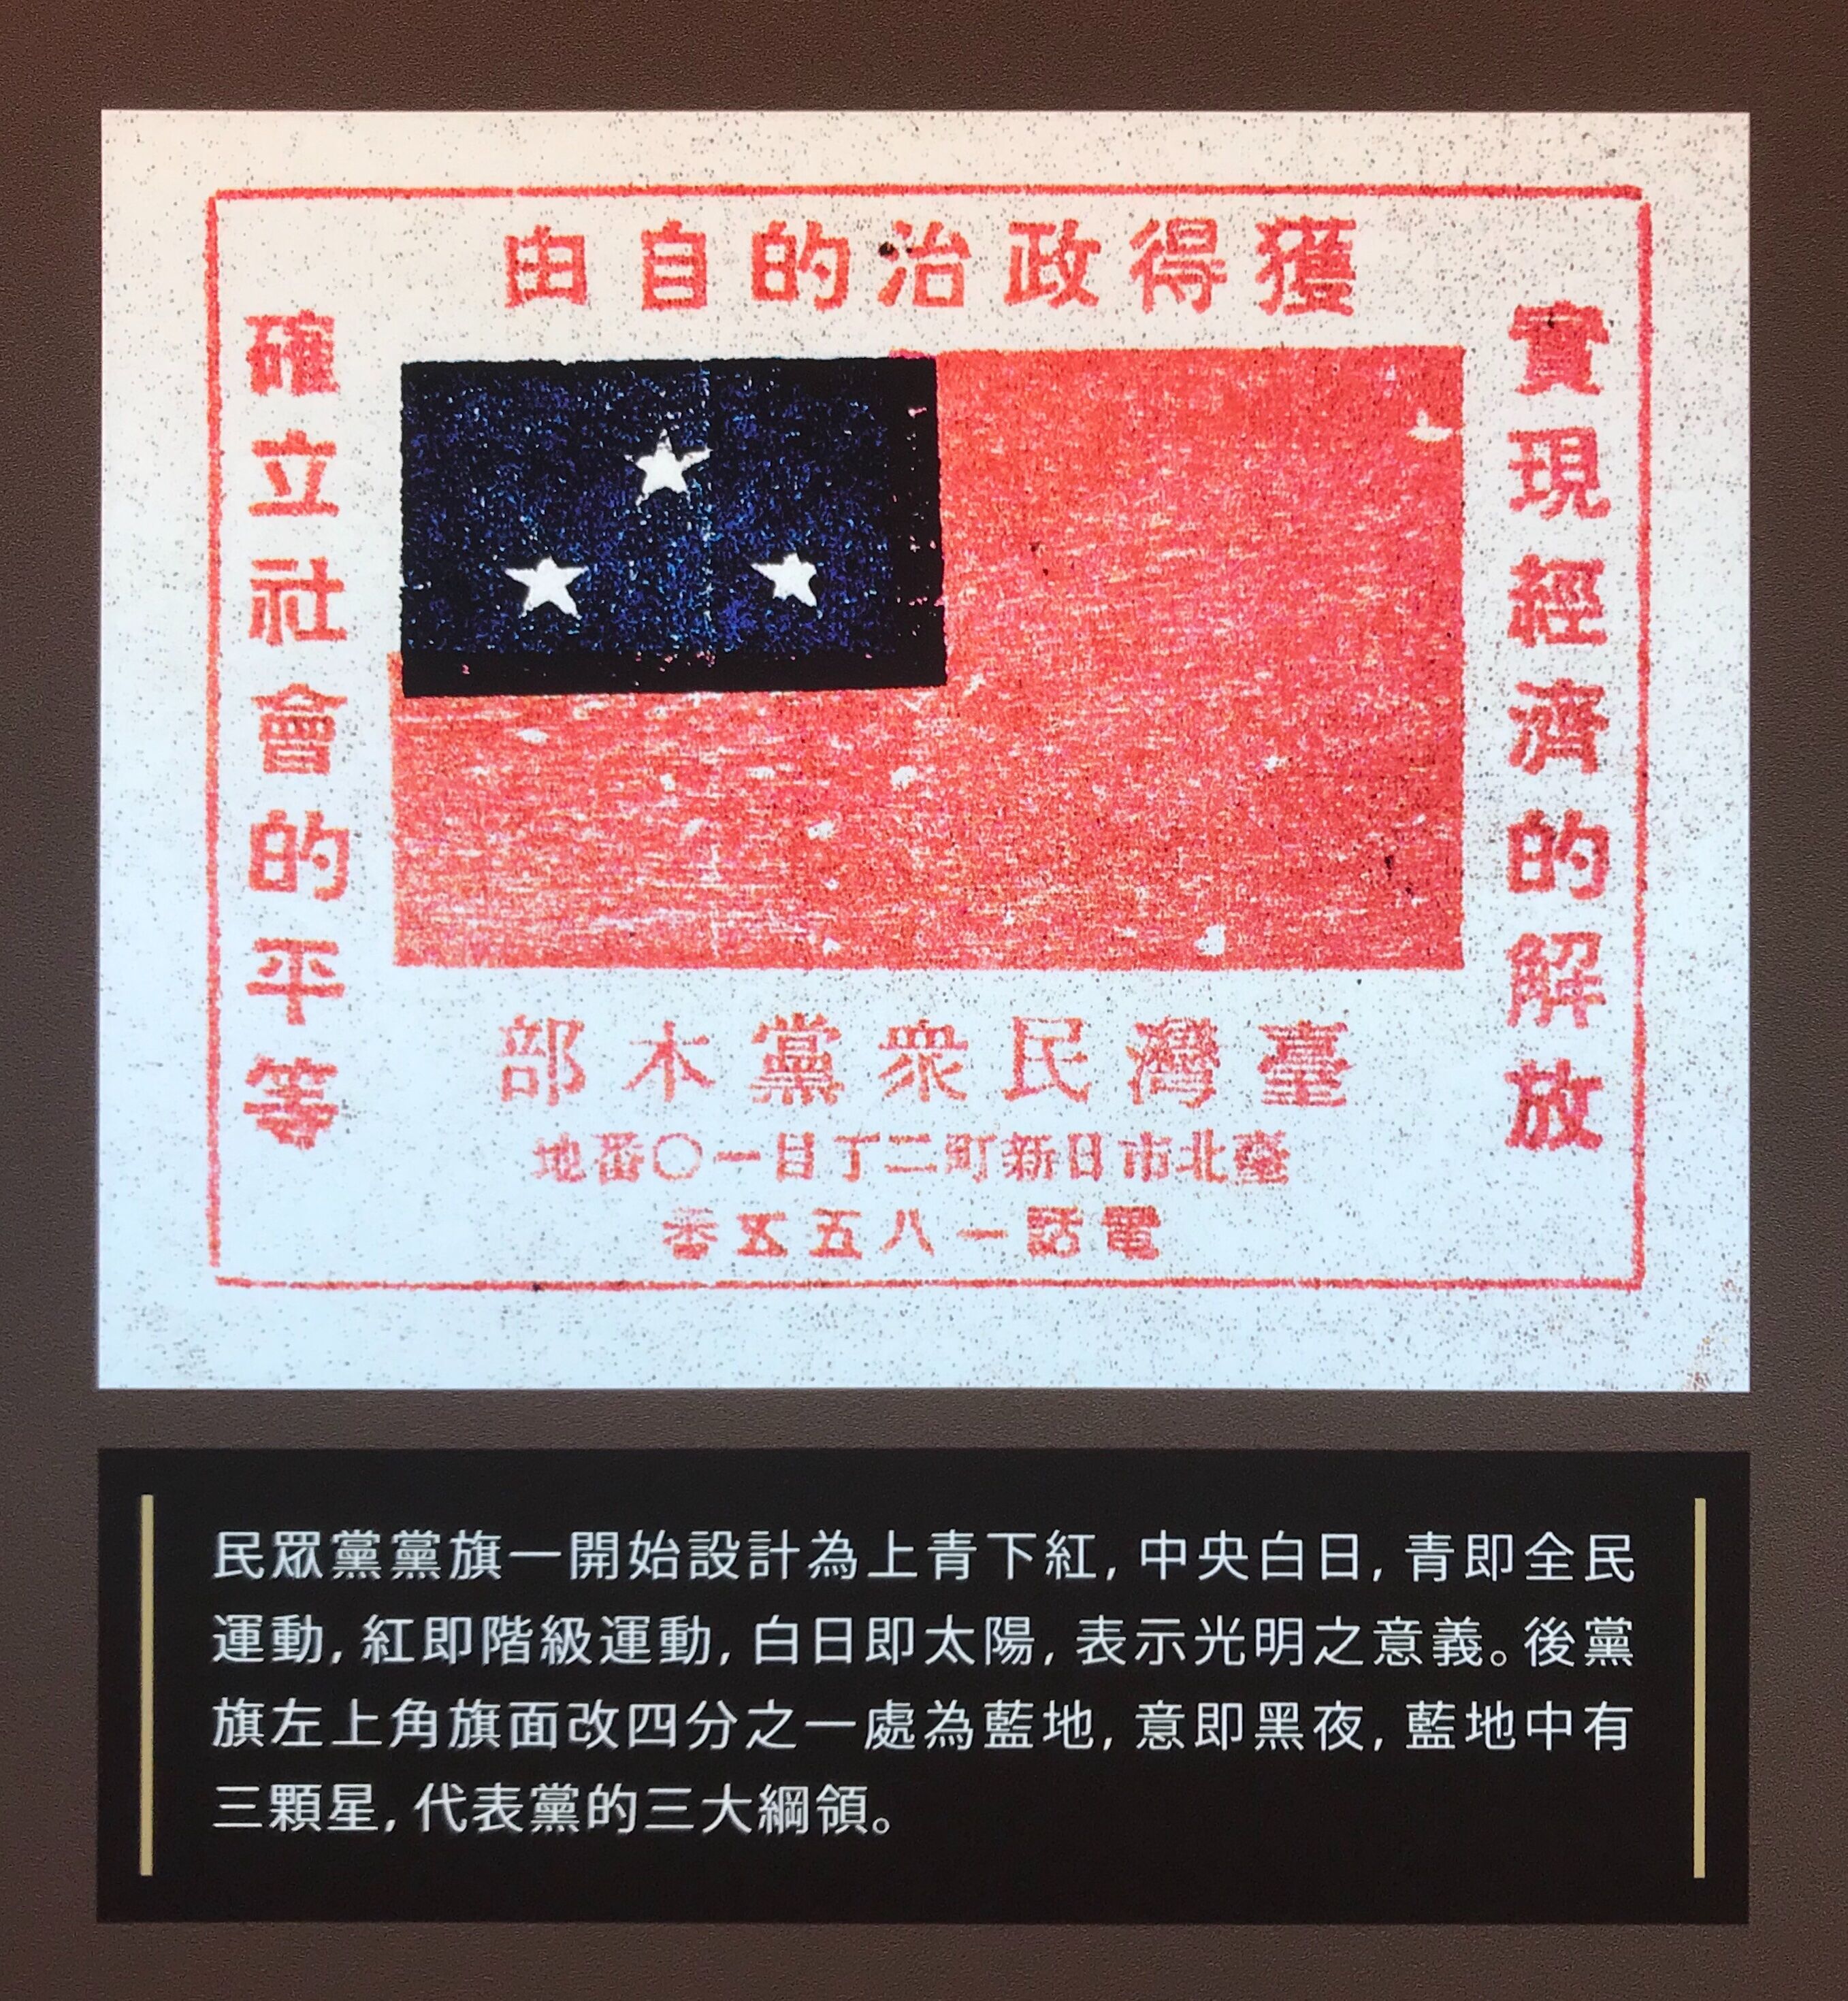 獲得政治的自由
實現經濟的解放
確立社會的平等
臺灣民衆黨本部
臺北市日新町二丁目一〇番地
電話一八五五番
民眾黨黨旗一開始設計為上青下紅，中央白日，青即全民
運動，紅即階級運動，白日即太陽，表示光明之意義。後黨
旗左上角旗面改四分之一處為藍地，意即黑夜，藍地中有
三顆星，代表黨的三大綱領。